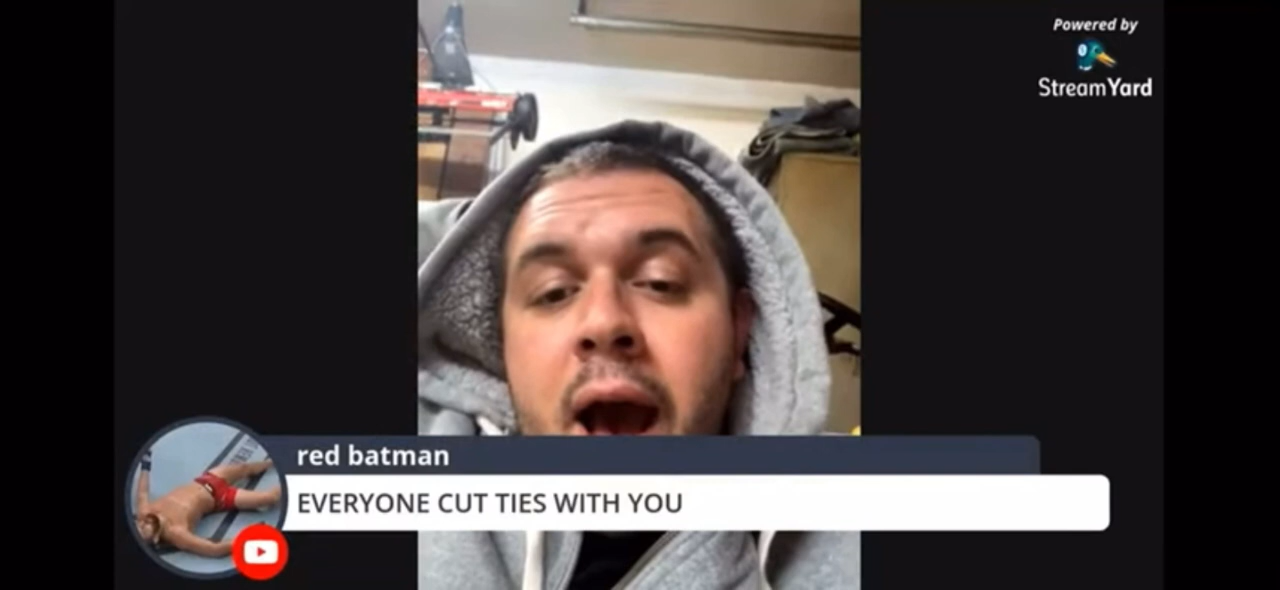 Powered by
StreamYard
red batman
EVERYONE CUT TIES WITH YOU